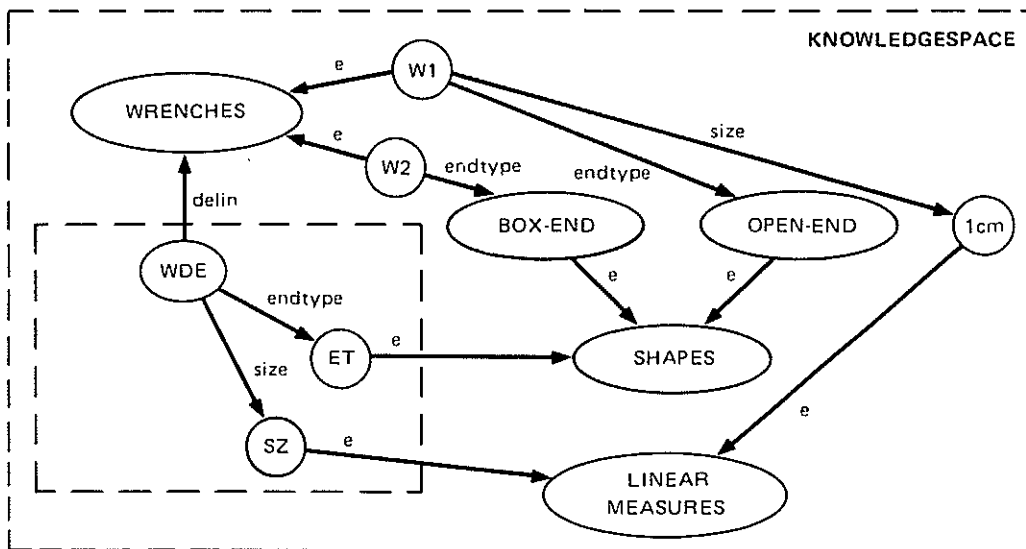 KNOWLEDGESPACE
e
W1
WRENCHES
size
e
W2
endtype
endtype
delin
BOX-END
OPEN-END
1cm
WDE
e
e
endtype
ET
e
SHAPES
size
e
SZ
e
LINEAR
MEASURES